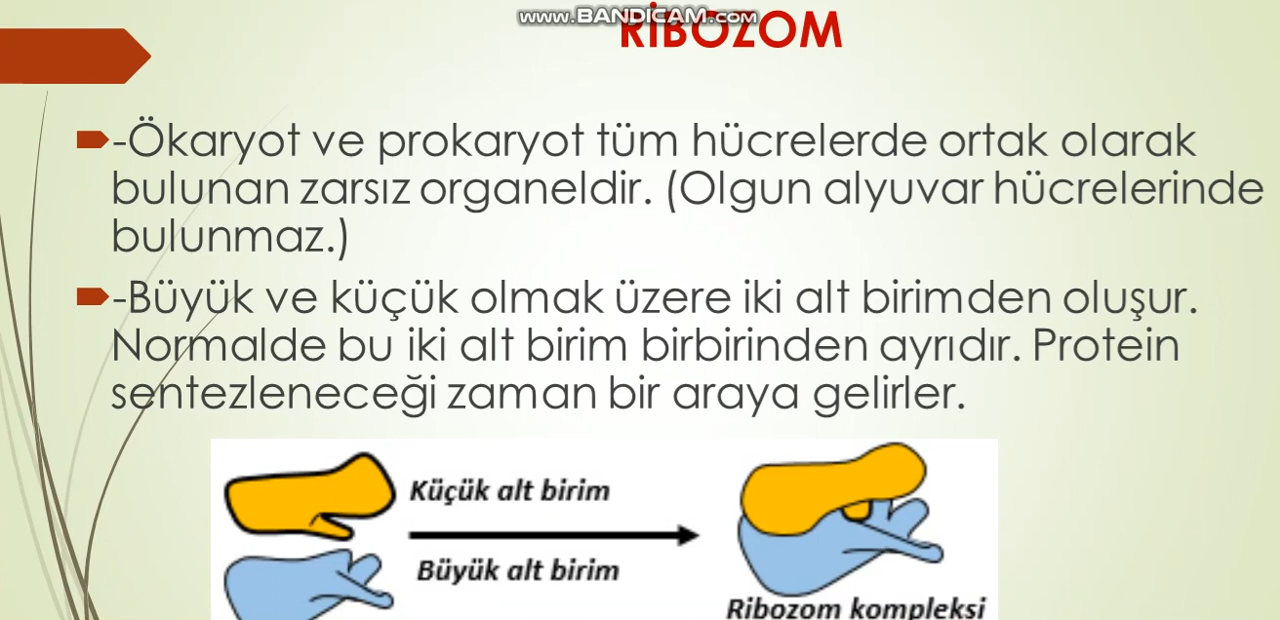 www.BANDICAM.com
RİBOZOM
-Ökaryot ve prokaryot tüm hücrelerde ortak olarak
bulunan zarsız organeldir. (Olgun alyuvar hücrelerinde
bulunmaz.)
-Büyük ve küçük olmak üzere iki alt birimden oluşur.
Normalde bu iki alt birim birbirinden ayrıdır. Protein
sentezleneceği zaman bir araya gelirler.
Küçük alt birim
Büyük alt birim
Ribozom kompleksi